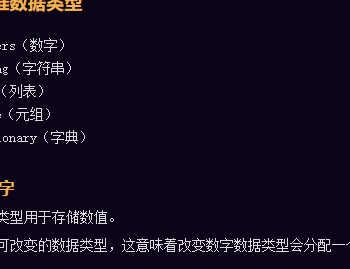 准数据类型
ers（数字）
ng（字符串）
（列表）
e（元组）
ionary（字典）
字
类型用于存储数值。
可改变的数据类型，这意味着改变数字数据类型会分配一个